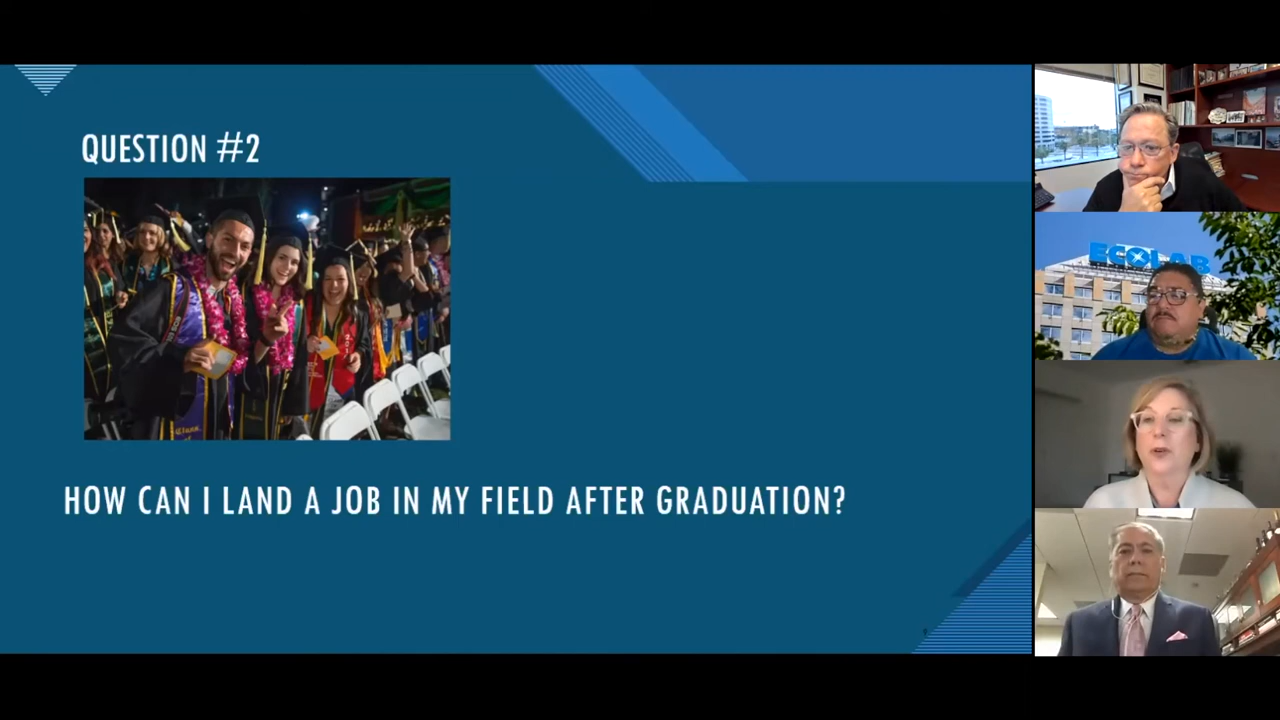 QUESTION #2
HOW CAN I LAND A JOB IN MY FIELD AFTER GRADUATION?
ECOLAB